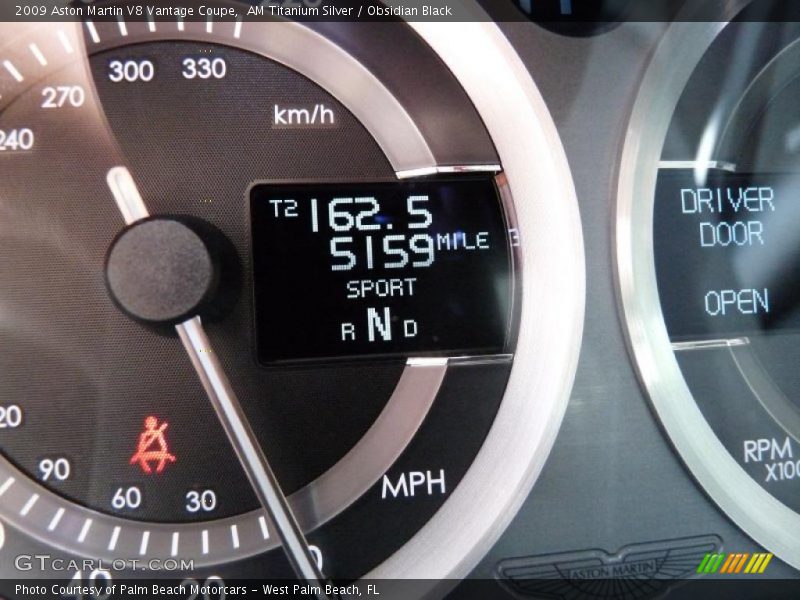 2009 Aston Martin V8 Vantage Coupe, AM Titanium Silver / Obsidian Black
300 330
270
240
km/h
T2 162.5
5159 MILE
SPORT
R N D
DRIVER
DOOR
OPEN
90
60
30
MPH
RPM
X100
ASTON MARTIN
GTCARLOT.COM
Photo Courtesy of Palm Beach Motorcars – West Palm Beach, FL